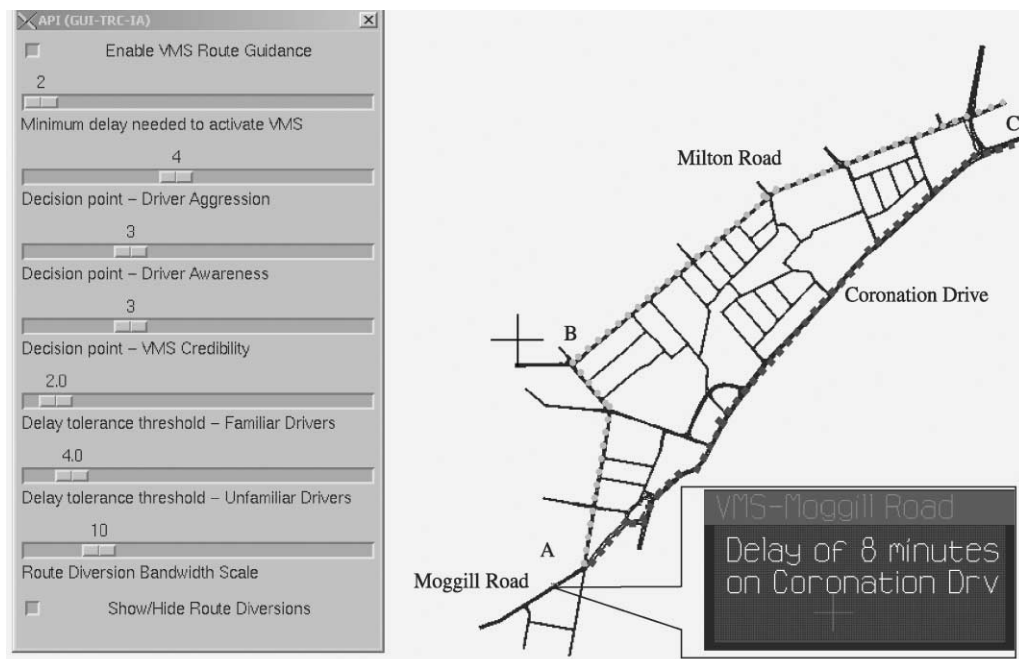 API (GUI-TRC-IA)
Enable VMS Route Guidance
2
Minimum delay needed to activate VMS
4
Decision point – Driver Aggression
3
Decision point – Driver Awareness
3
Decision point – VMS Credibility
2.0
Delay tolerance threshold – Familiar Drivers
4.0
Delay tolerance threshold – Unfamiliar Drivers
10
Route Diversion Bandwidth Scale
Show/Hide Route Diversions
C
Milton Road
Coronation Drive
B
A
Moggill Road
VMS-Moggill Road
Delay of 8 minutes
on Coronation Drv